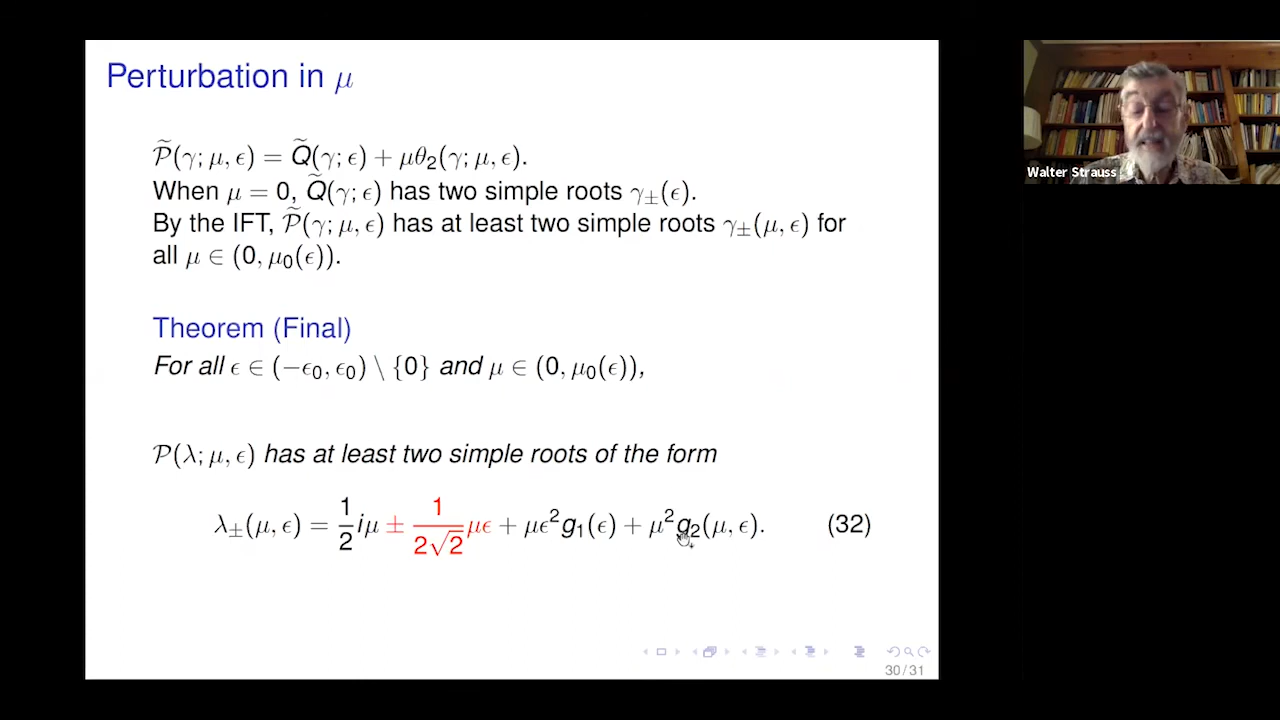 Perturbation in μ
P̃(γ; μ, ϵ) = Q̃(γ; ϵ) + μθ₂(γ; μ, ϵ).
When μ = 0, Q̃(γ; ϵ) has two simple roots γ±(ϵ).
By the IFT, P̃(γ; μ, ϵ) has at least two simple roots γ±(μ, ϵ) for
all μ ∈ (0, μ₀(ϵ)).
Theorem (Final)
For all ϵ ∈ (−ϵ₀, ϵ₀) \ {0} and μ ∈ (0, μ₀(ϵ)),
P(λ; μ, ϵ) has at least two simple roots of the form
λ±(μ, ϵ) = 1/2 iμ ± 1/(2√2) μϵ + μϵ²g₁(ϵ) + μ²g₂(μ, ϵ). (32)
30/31
Walter Strauss